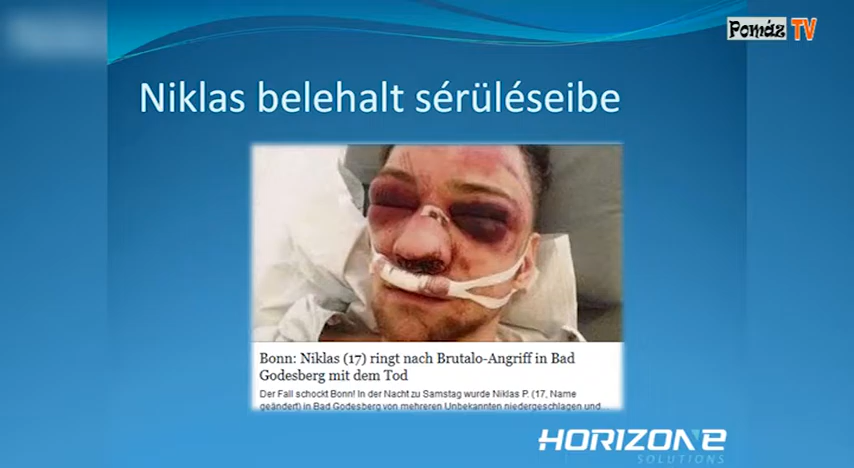 Pomáz TV
Niklas belehalt sérüléseibe
Bonn: Niklas (17) ringt nach Brutalo-Angriff in Bad
Godesberg mit dem Tod
Der Fall schockt Bonn! In der Nacht zu Samstag wurde Niklas P. (17, Name
geändert) in Bad Godesberg von mehreren Unbekannten niedergeschlagen und...
HORIZONE
SOLUTIONS